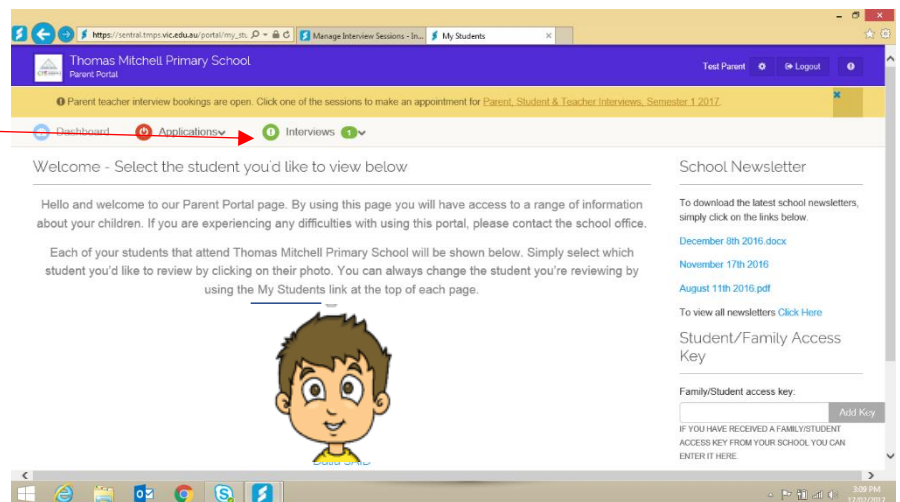 https://sentral.tmps.vic.edu.au/portal/my_stu
Manage Interview Sessions - In...
My Students
Thomas Mitchell Primary School
Parent Portal
Test Parent
Logout
Parent teacher interview bookings are open. Click one of the sessions to make an appointment for Parent, Student & Teacher Interviews, Semester 1 2017.
Dashboard
Applications
Interviews 1
Welcome - Select the student you'd like to view below
Hello and welcome to our Parent Portal page. By using this page you will have access to a range of information
about your children. If you are experiencing any difficulties with using this portal, please contact the school office.
Each of your students that attend Thomas Mitchell Primary School will be shown below. Simply select which
student you'd like to review by clicking on their photo. You can always change the student you're reviewing by
using the My Students link at the top of each page.
School Newsletter
To download the latest school newsletters,
simply click on the links below.
December 8th 2016.docx
November 17th 2016
August 11th 2016.pdf
To view all newsletters Click Here
Student/Family Access
Key
Family/Student access key:
Add Key
IF YOU HAVE RECEIVED A FAMILY/STUDENT
ACCESS KEY FROM YOUR SCHOOL YOU CAN
ENTER IT HERE.
3:09 PM